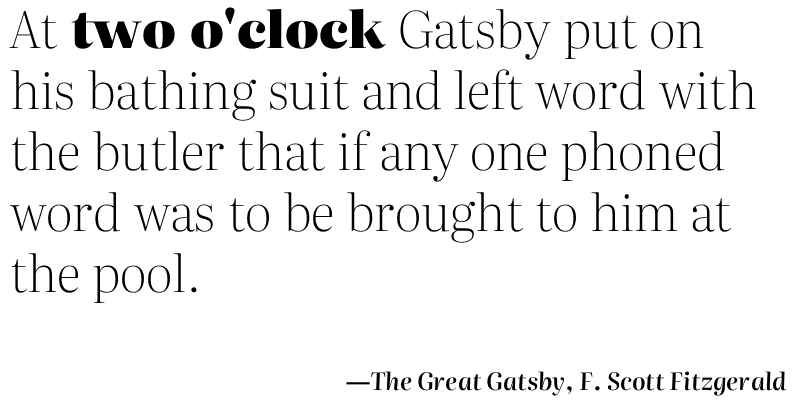 At two o'clock Gatsby put on
his bathing suit and left word with
the butler that if any one phoned
word was to be brought to him at
the pool.
—The Great Gatsby, F. Scott Fitzgerald